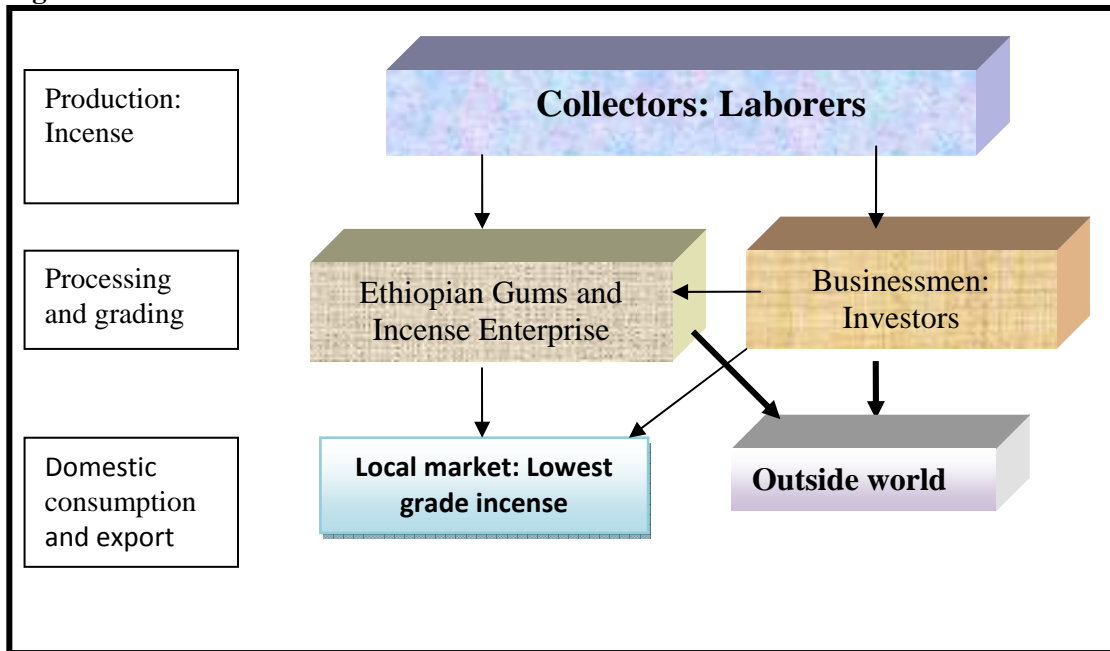 Production:
Incense
Collectors: Laborers
Processing
and grading
Ethiopian Gums and
Incense Enterprise
Businessmen:
Investors
Domestic
consumption
and export
Local market: Lowest
grade incense
Outside world